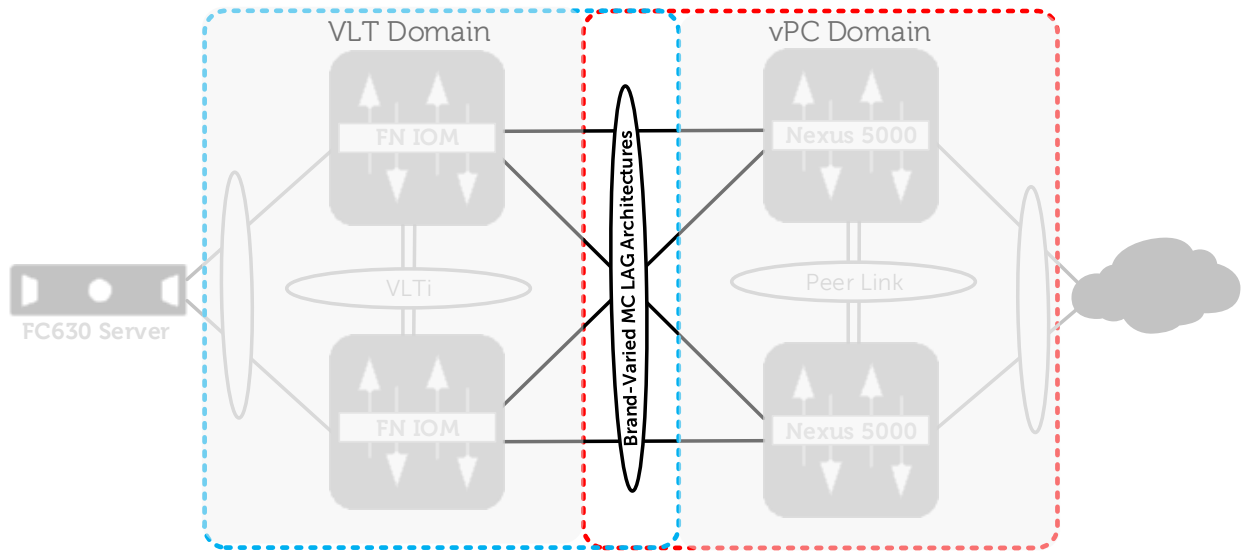 VLT Domain
vPC Domain
FN IOM
Nexus 5000
Brand-Varied MC LAG Architectures
VLTi
Peer Link
FC630 Server
FN IOM
Nexus 5000